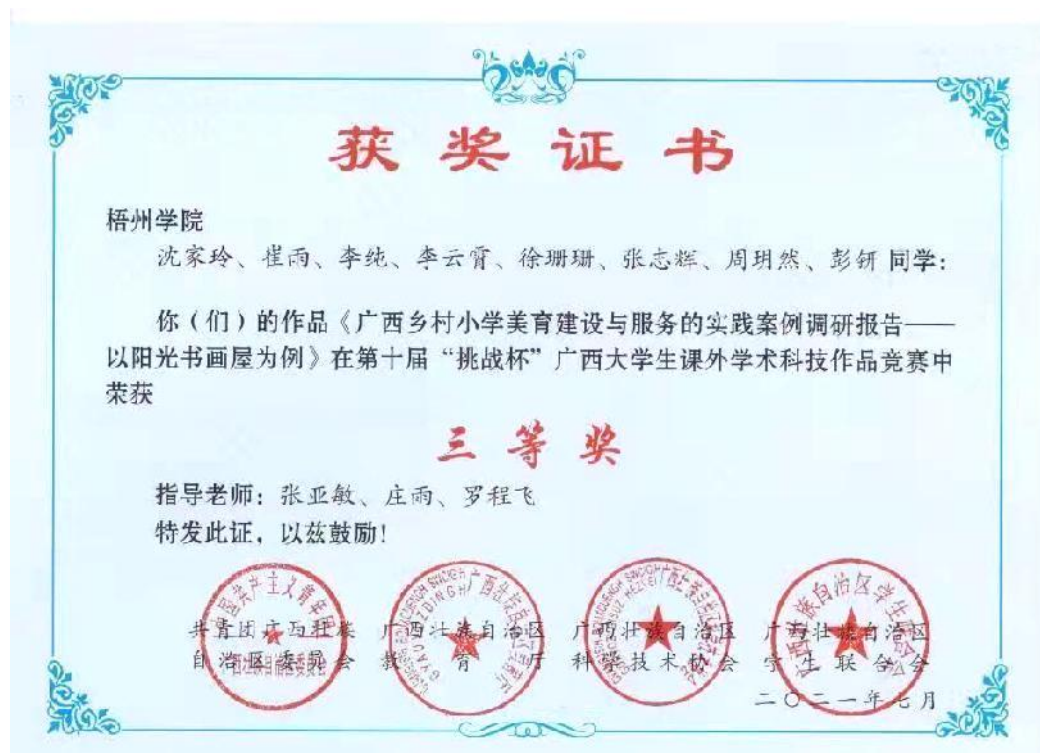 获奖证书
梧州学院
沈家玲、崔雨、李纯、李云霄、徐珊珊、张志辉、周玥然、彭钘 同学:
你（们）的作品《广西乡村小学美育建设与服务的实践案例调研报告——
以阳光书画屋为例》在第十届“挑战杯”广西大学生课外学术科技作品竞赛中
荣获
三等奖
指导老师: 张亚敏、庄雨、罗程飞
特发此证，以兹鼓励!
共青团广西壮族 广西壮族自治区 广西壮族自治区 广西壮族自治区
自治区委员会 教育厅 科学技术协会 学生联合会
二〇二一年七月